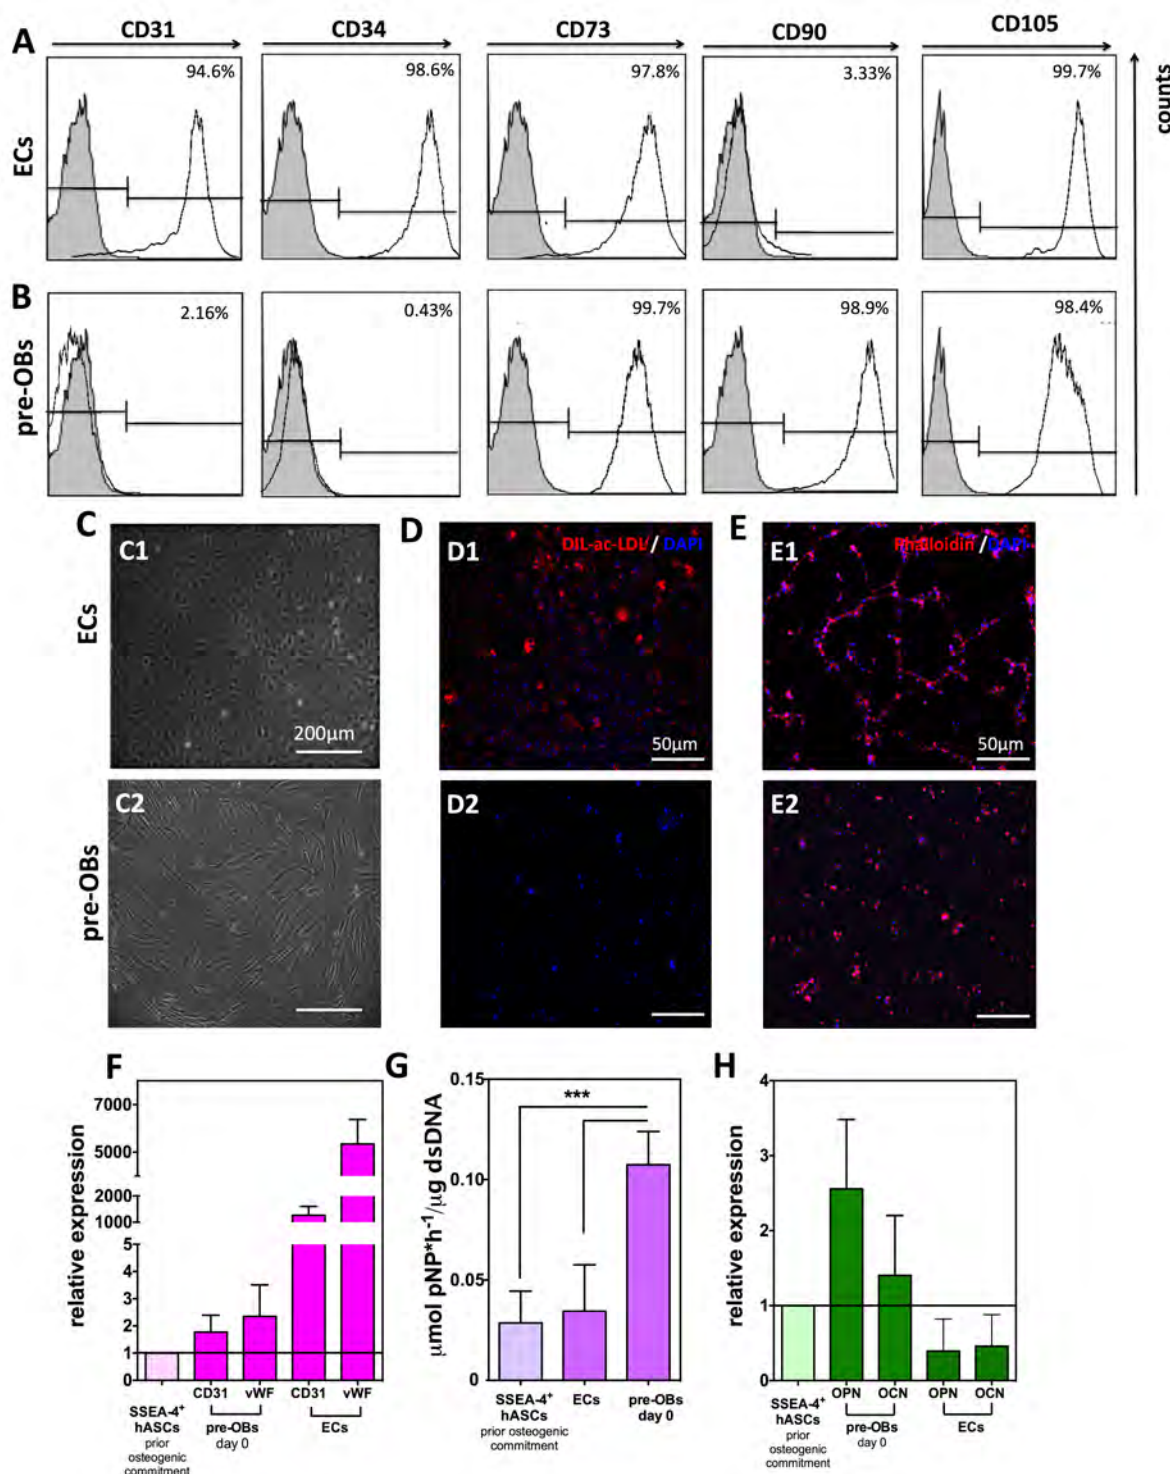 A
CD31
CD34
CD73
CD90
CD105
94.6%
98.6%
97.8%
3.33%
99.7%
ECs
counts
B
2.16%
0.43%
99.7%
98.9%
98.4%
pre-OBs
C
C1
D
D1
DIL-ac-LDL/DAPI
E
E1
Phalloidin/DAPI
ECs
200µm
50µm
50µm
C2
D2
E2
pre-OBs
F
relative expression
7000
5000
2000
1000
5
4
3
2
1
0
CD31
vWF
CD31
vWF
SSEA-4+
hASCs
prior
osteogenic
commitment
pre-OBs
day 0
ECs
G
µmol pNP*h-1/µg dsDNA
0.15
0.10
0.05
0
***
SSEA-4+
hASCs
prior osteogenic
commitment
ECs
pre-OBs
day 0
H
relative expression
4
3
2
1
0
OPN
OCN
OPN
OCN
SSEA-4+
hASCs
prior
osteogenic
commitment
pre-OBs
day 0
ECs